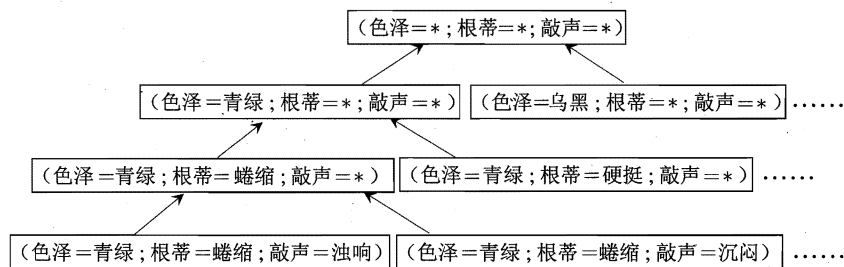 (色泽=*;根蒂=*;敲声=*)
(色泽=青绿;根蒂=*;敲声=*) (色泽=乌黑;根蒂=*;敲声=*) ……
(色泽=青绿;根蒂=蜷缩;敲声=*) (色泽=青绿;根蒂=硬挺;敲声=*) ……
(色泽=青绿;根蒂=蜷缩;敲声=浊响) (色泽=青绿;根蒂=蜷缩;敲声=沉闷) ……